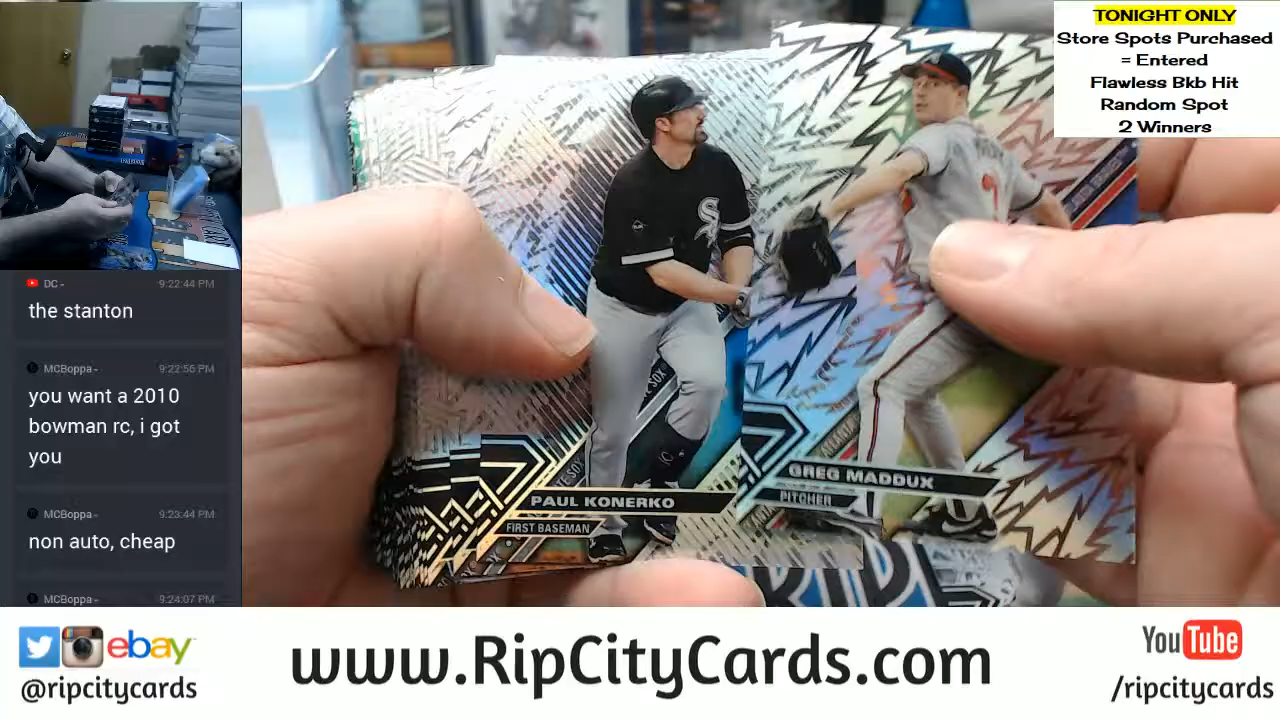 TONIGHT ONLY
Store Spots Purchased
= Entered
Flawless Bkb Hit
Random Spot
2 Winners
DC-
9:22:44 PM
the stanton
MCBoppa-
9:22:56 PM
you want a 2010
bowman rc, i got
you
MCBoppa-
9:23:44 PM
non auto, cheap
MCBoppa-
9:24:07 PM
PAUL KONERKO
FIRST BASEMAN
GREG MADDUX
PITCHER
ebay
@ripcitycards
www.RipCityCards.com
YouTube
/ripcitycards